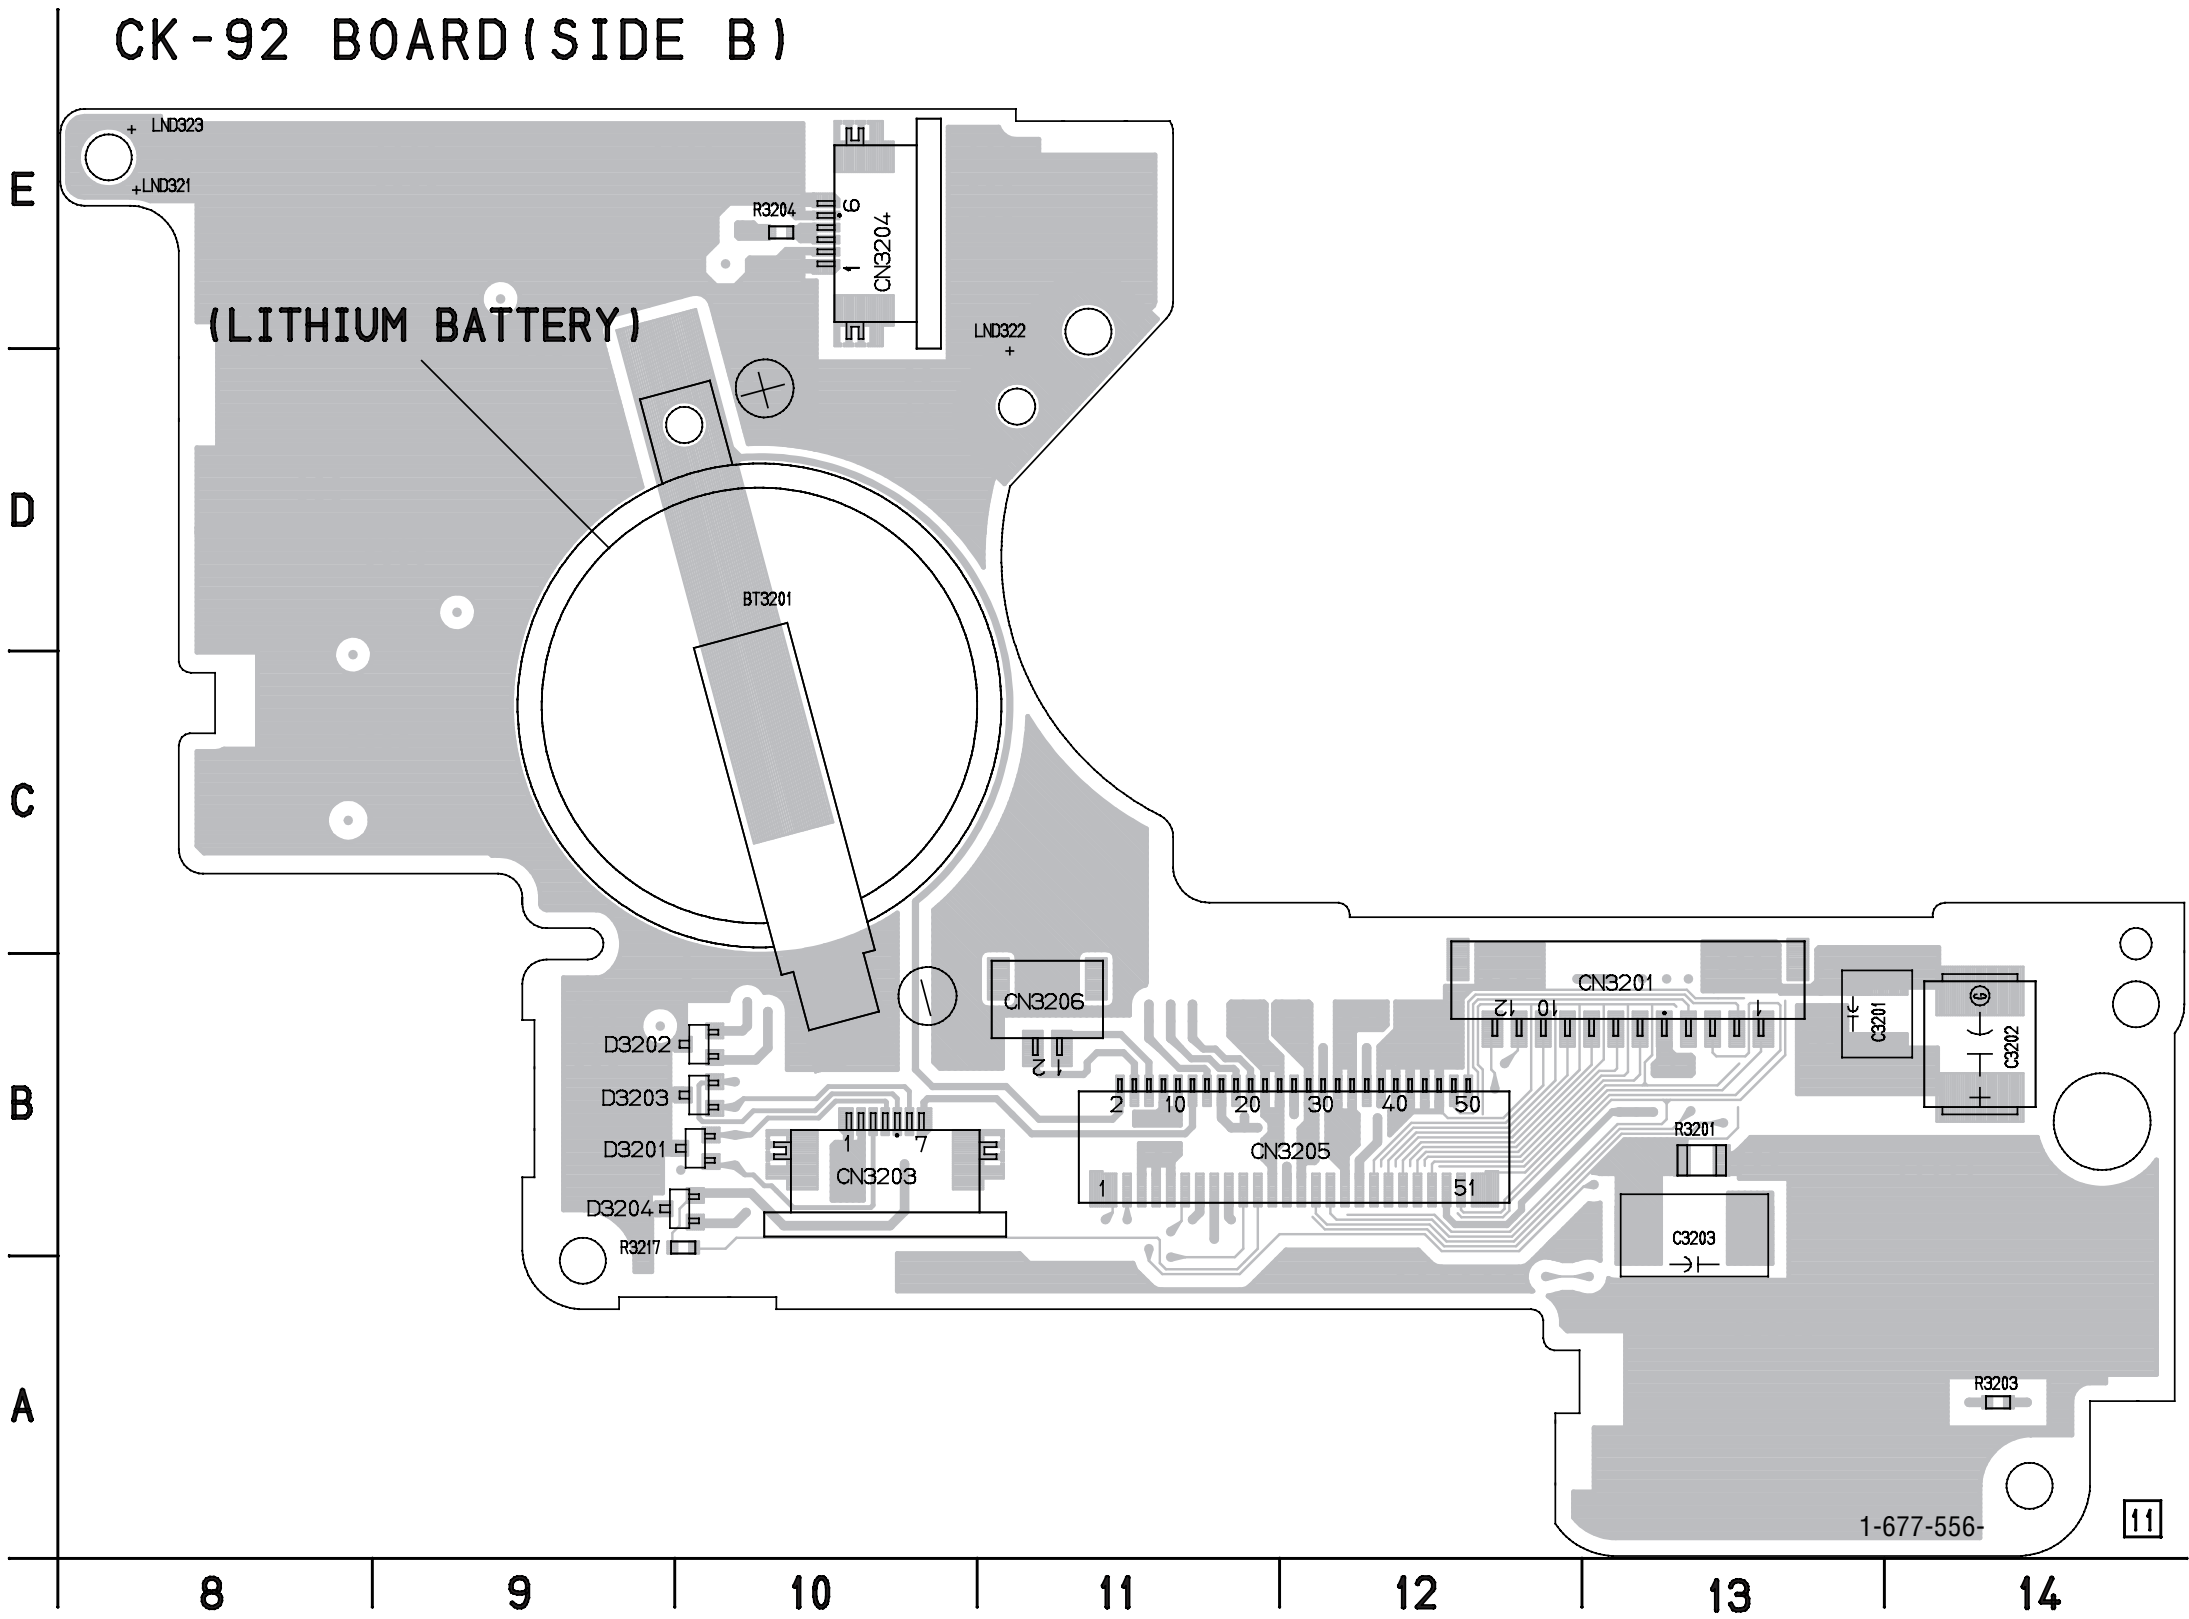 CK-92 BOARD(SIDE B)
LND323
LND321
E
R3204
6
1
CN3204
(LITHIUM BATTERY)
LND322
D
BT3201
C
CN3206
2 1
CN3201
12 10 1
C3201
G
C3202
D3202
B
D3203
2 10 20 30 40 50
D3201
1 7
CN3205
R3201
CN3203
1 51
D3204
R3217
C3203
A
R3203
1-677-556-
11
8 9 10 11 12 13 14